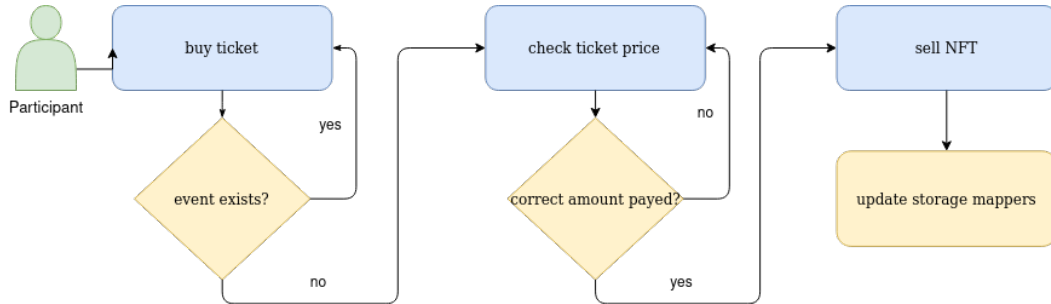 buy ticket
check ticket price
sell NFT
Participant
yes
no
event exists?
correct amount payed?
update storage mappers
no
yes